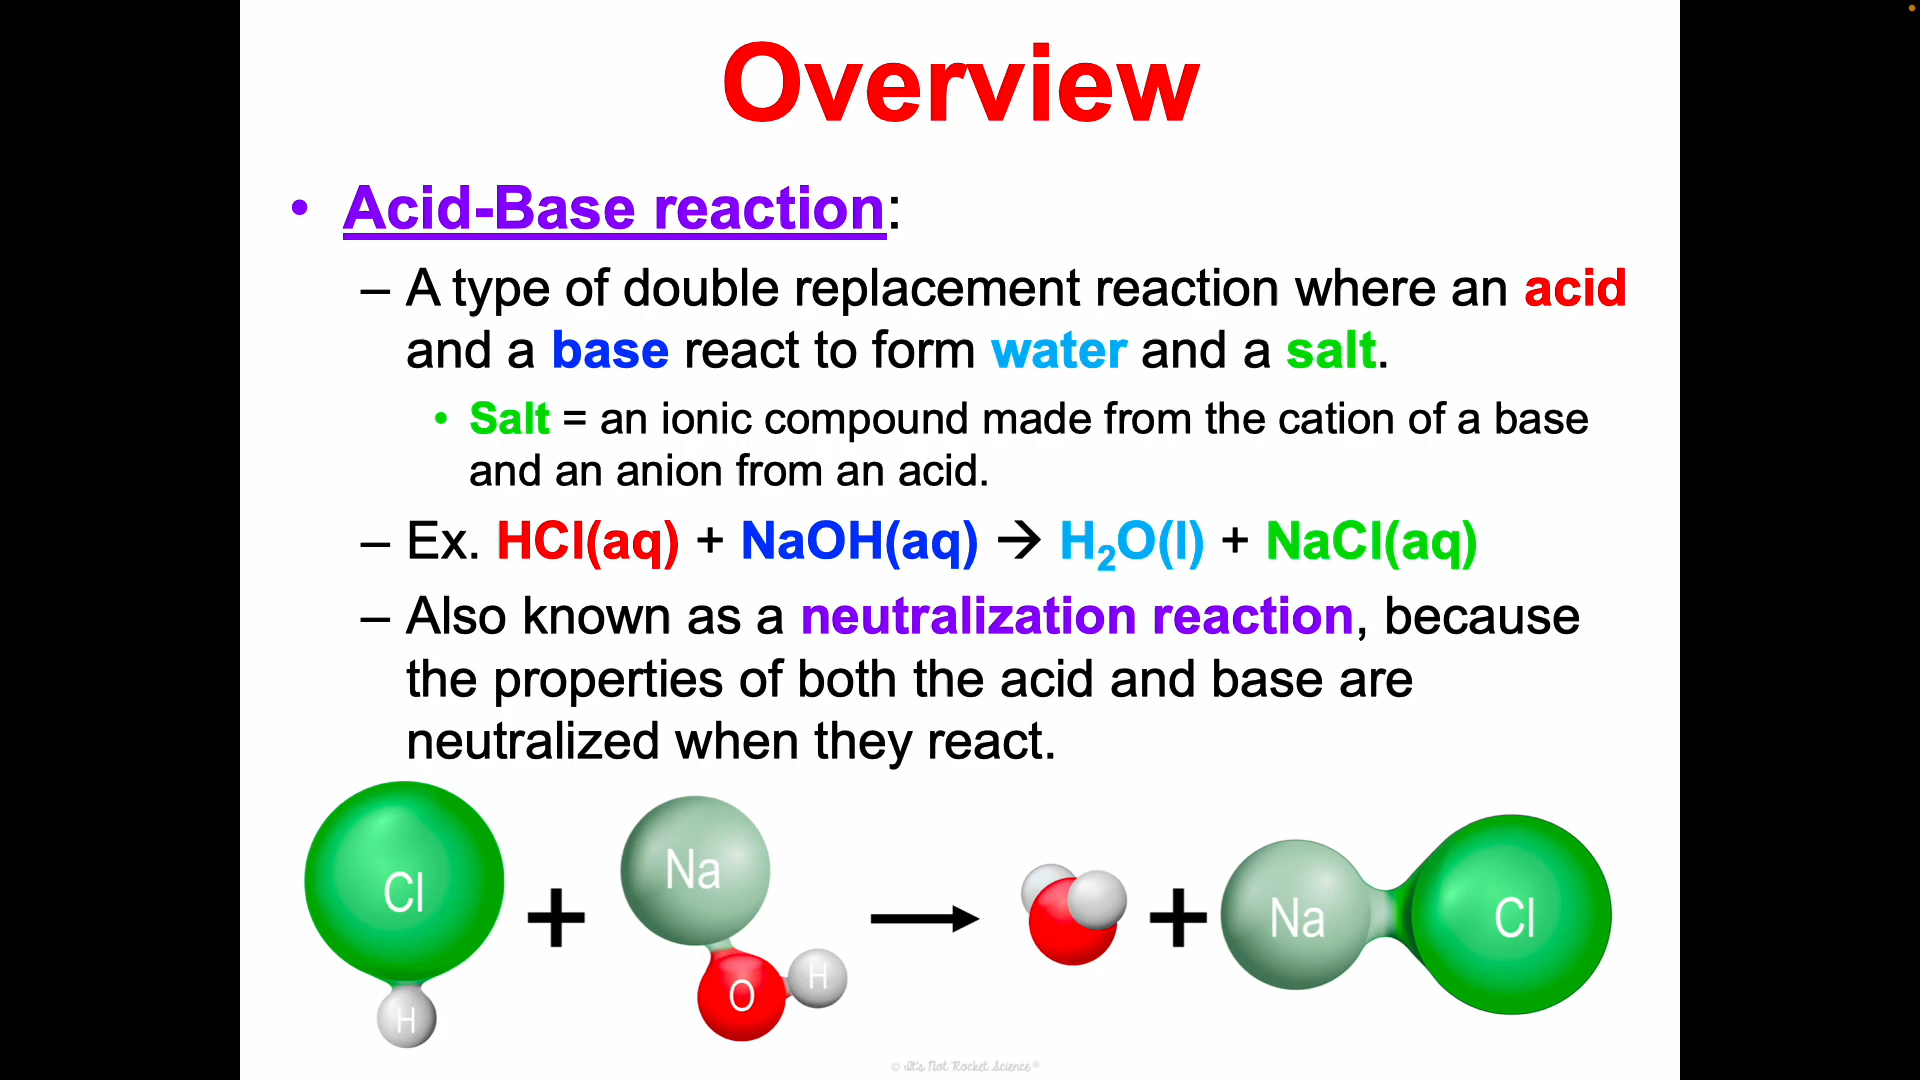 Overview
• Acid-Base reaction:
– A type of double replacement reaction where an acid
and a base react to form water and a salt.
• Salt = an ionic compound made from the cation of a base
and an anion from an acid.
– Ex. HCl(aq) + NaOH(aq) → H₂O(l) + NaCl(aq)
– Also known as a neutralization reaction, because
the properties of both the acid and base are
neutralized when they react.
Cl + Na → + Na Cl
O H
H
© It's Not Rocket Science®